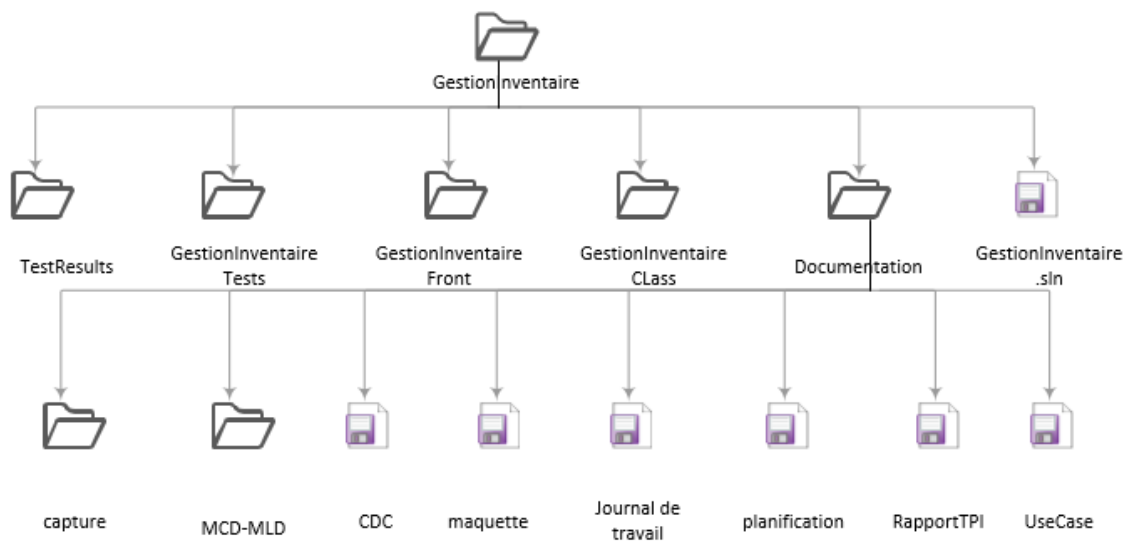 GestionInventaire
TestResults
GestionInventaire
Tests
GestionInventaire
Front
GestionInventaire
CLass
Documentation
GestionInventaire
.sln
capture
MCD-MLD
CDC
maquette
Journal de
travail
planification
RapportTPI
UseCase